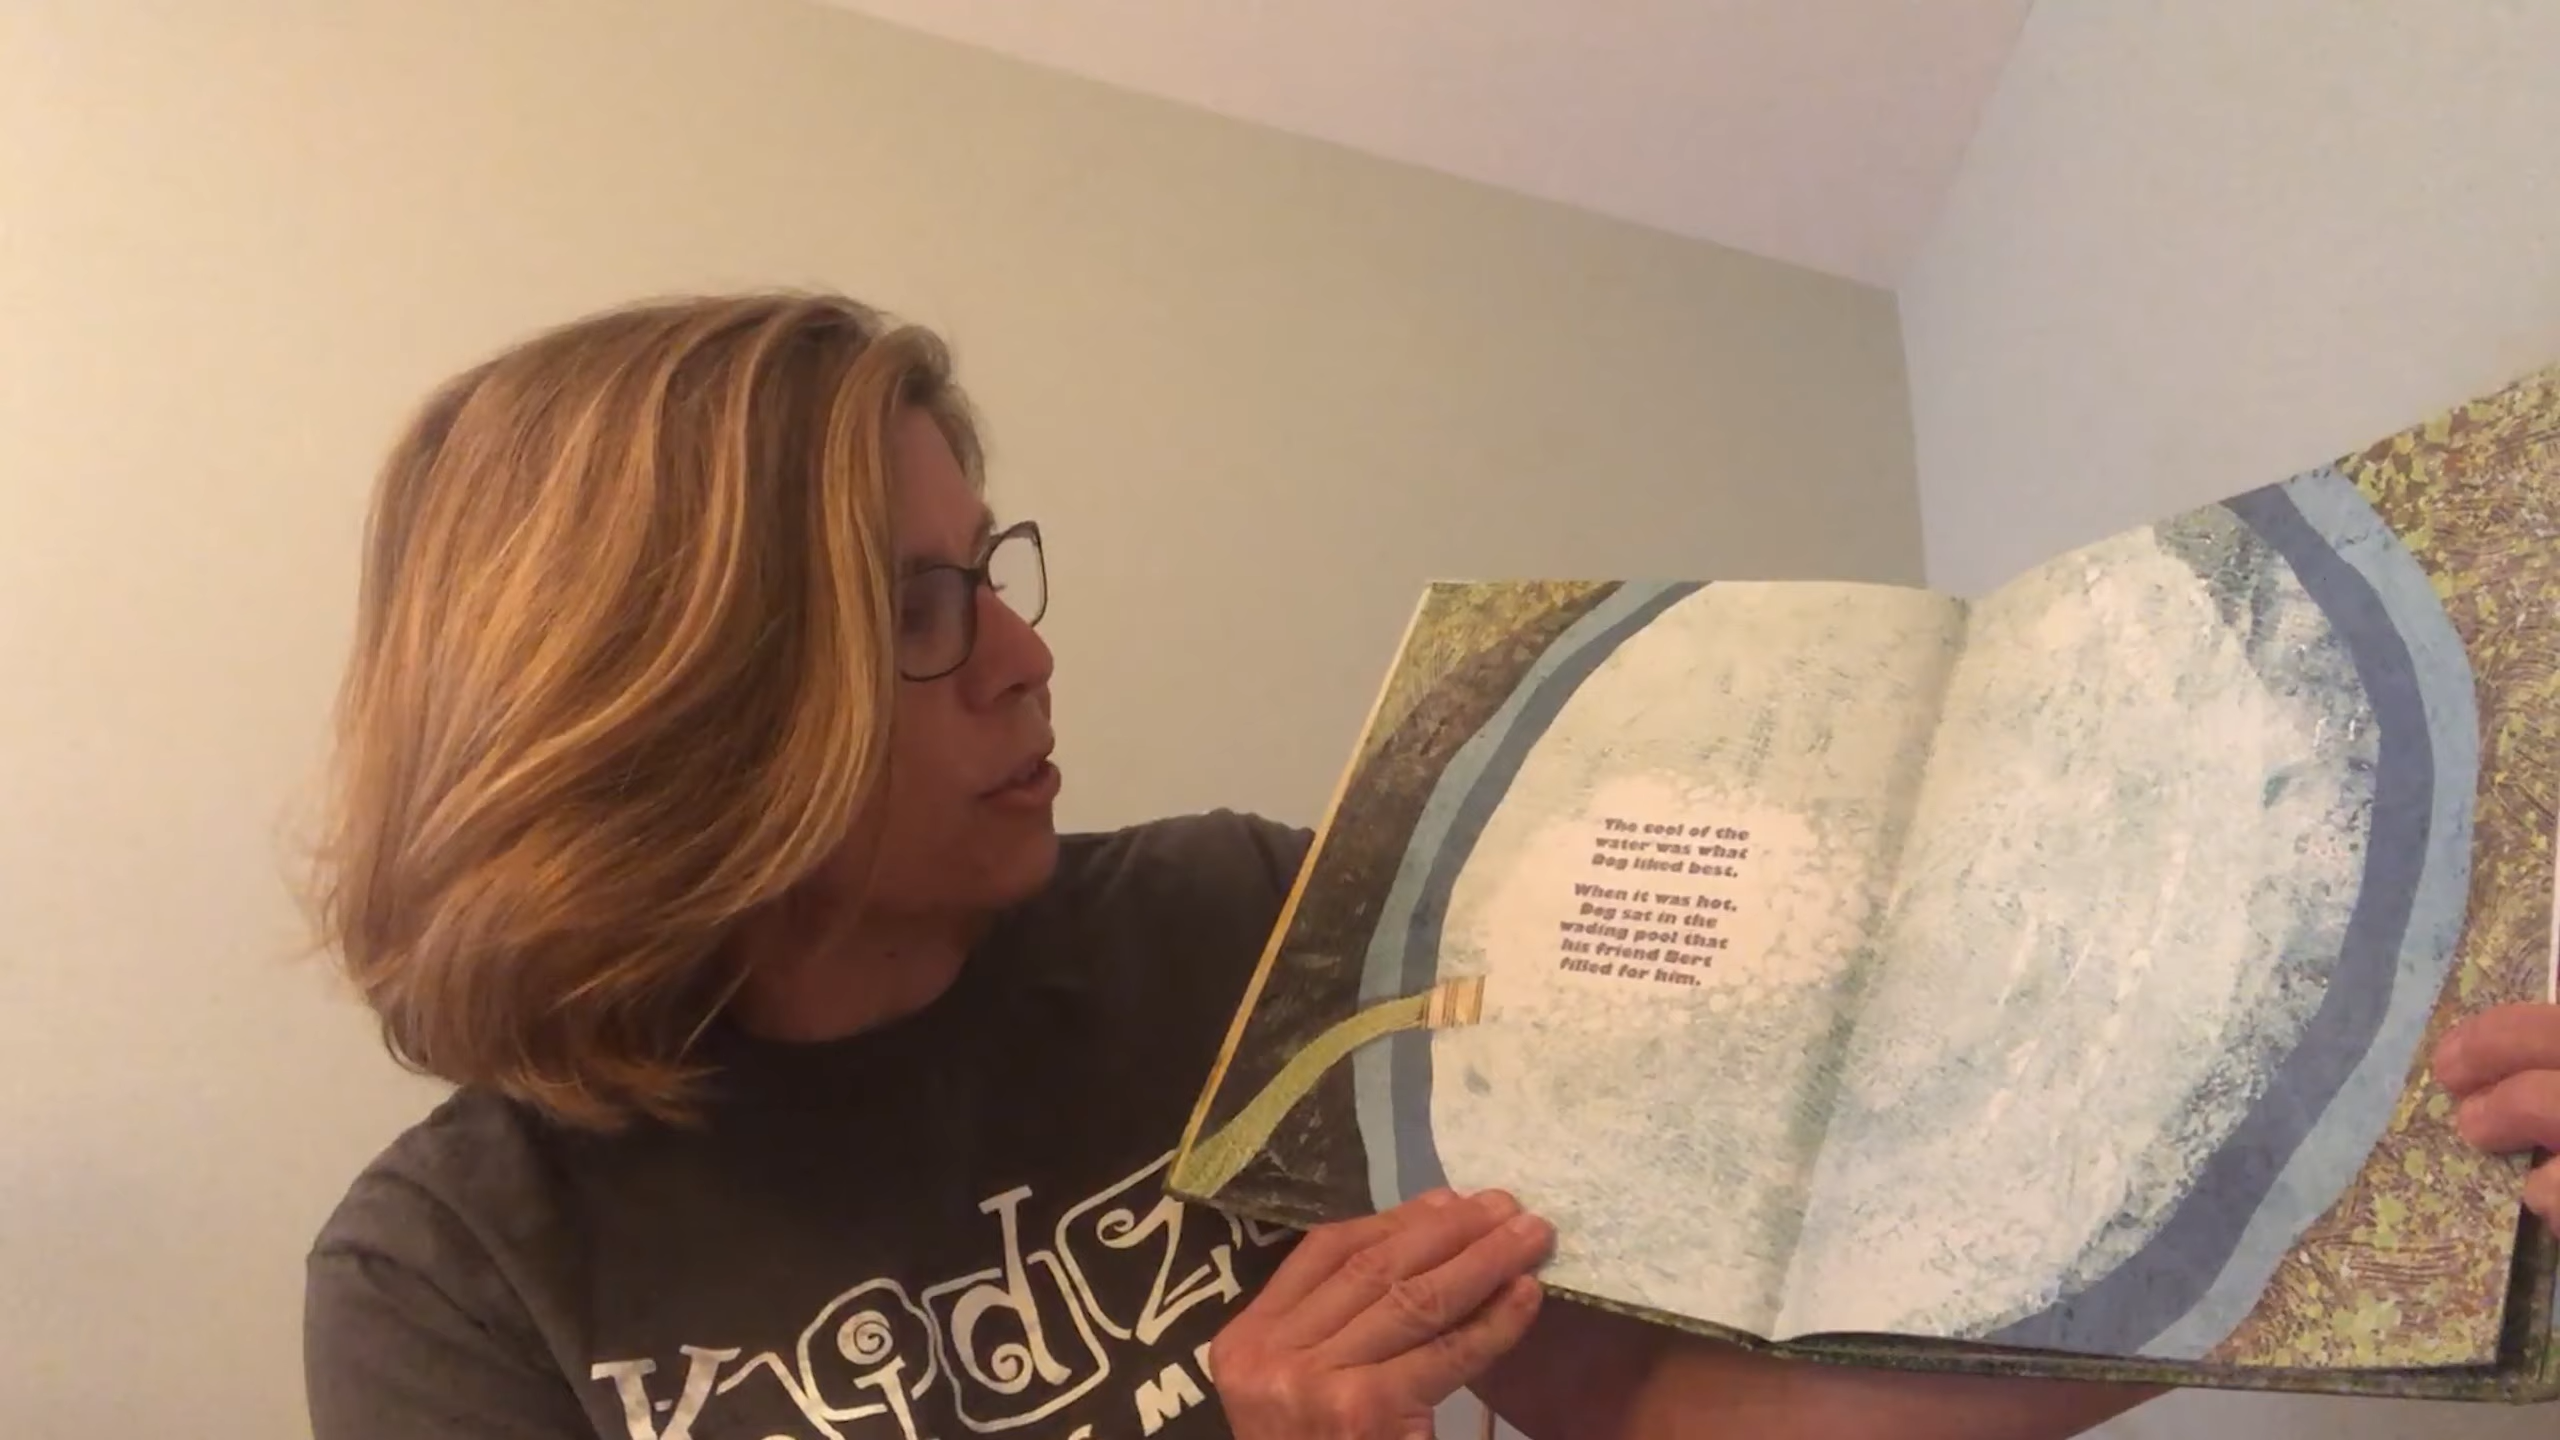 The cool of the
water was what
Dog liked best.
When it was hot,
Dog sat in the
wading pool that
his friend Bert
filled for him.
Kidz